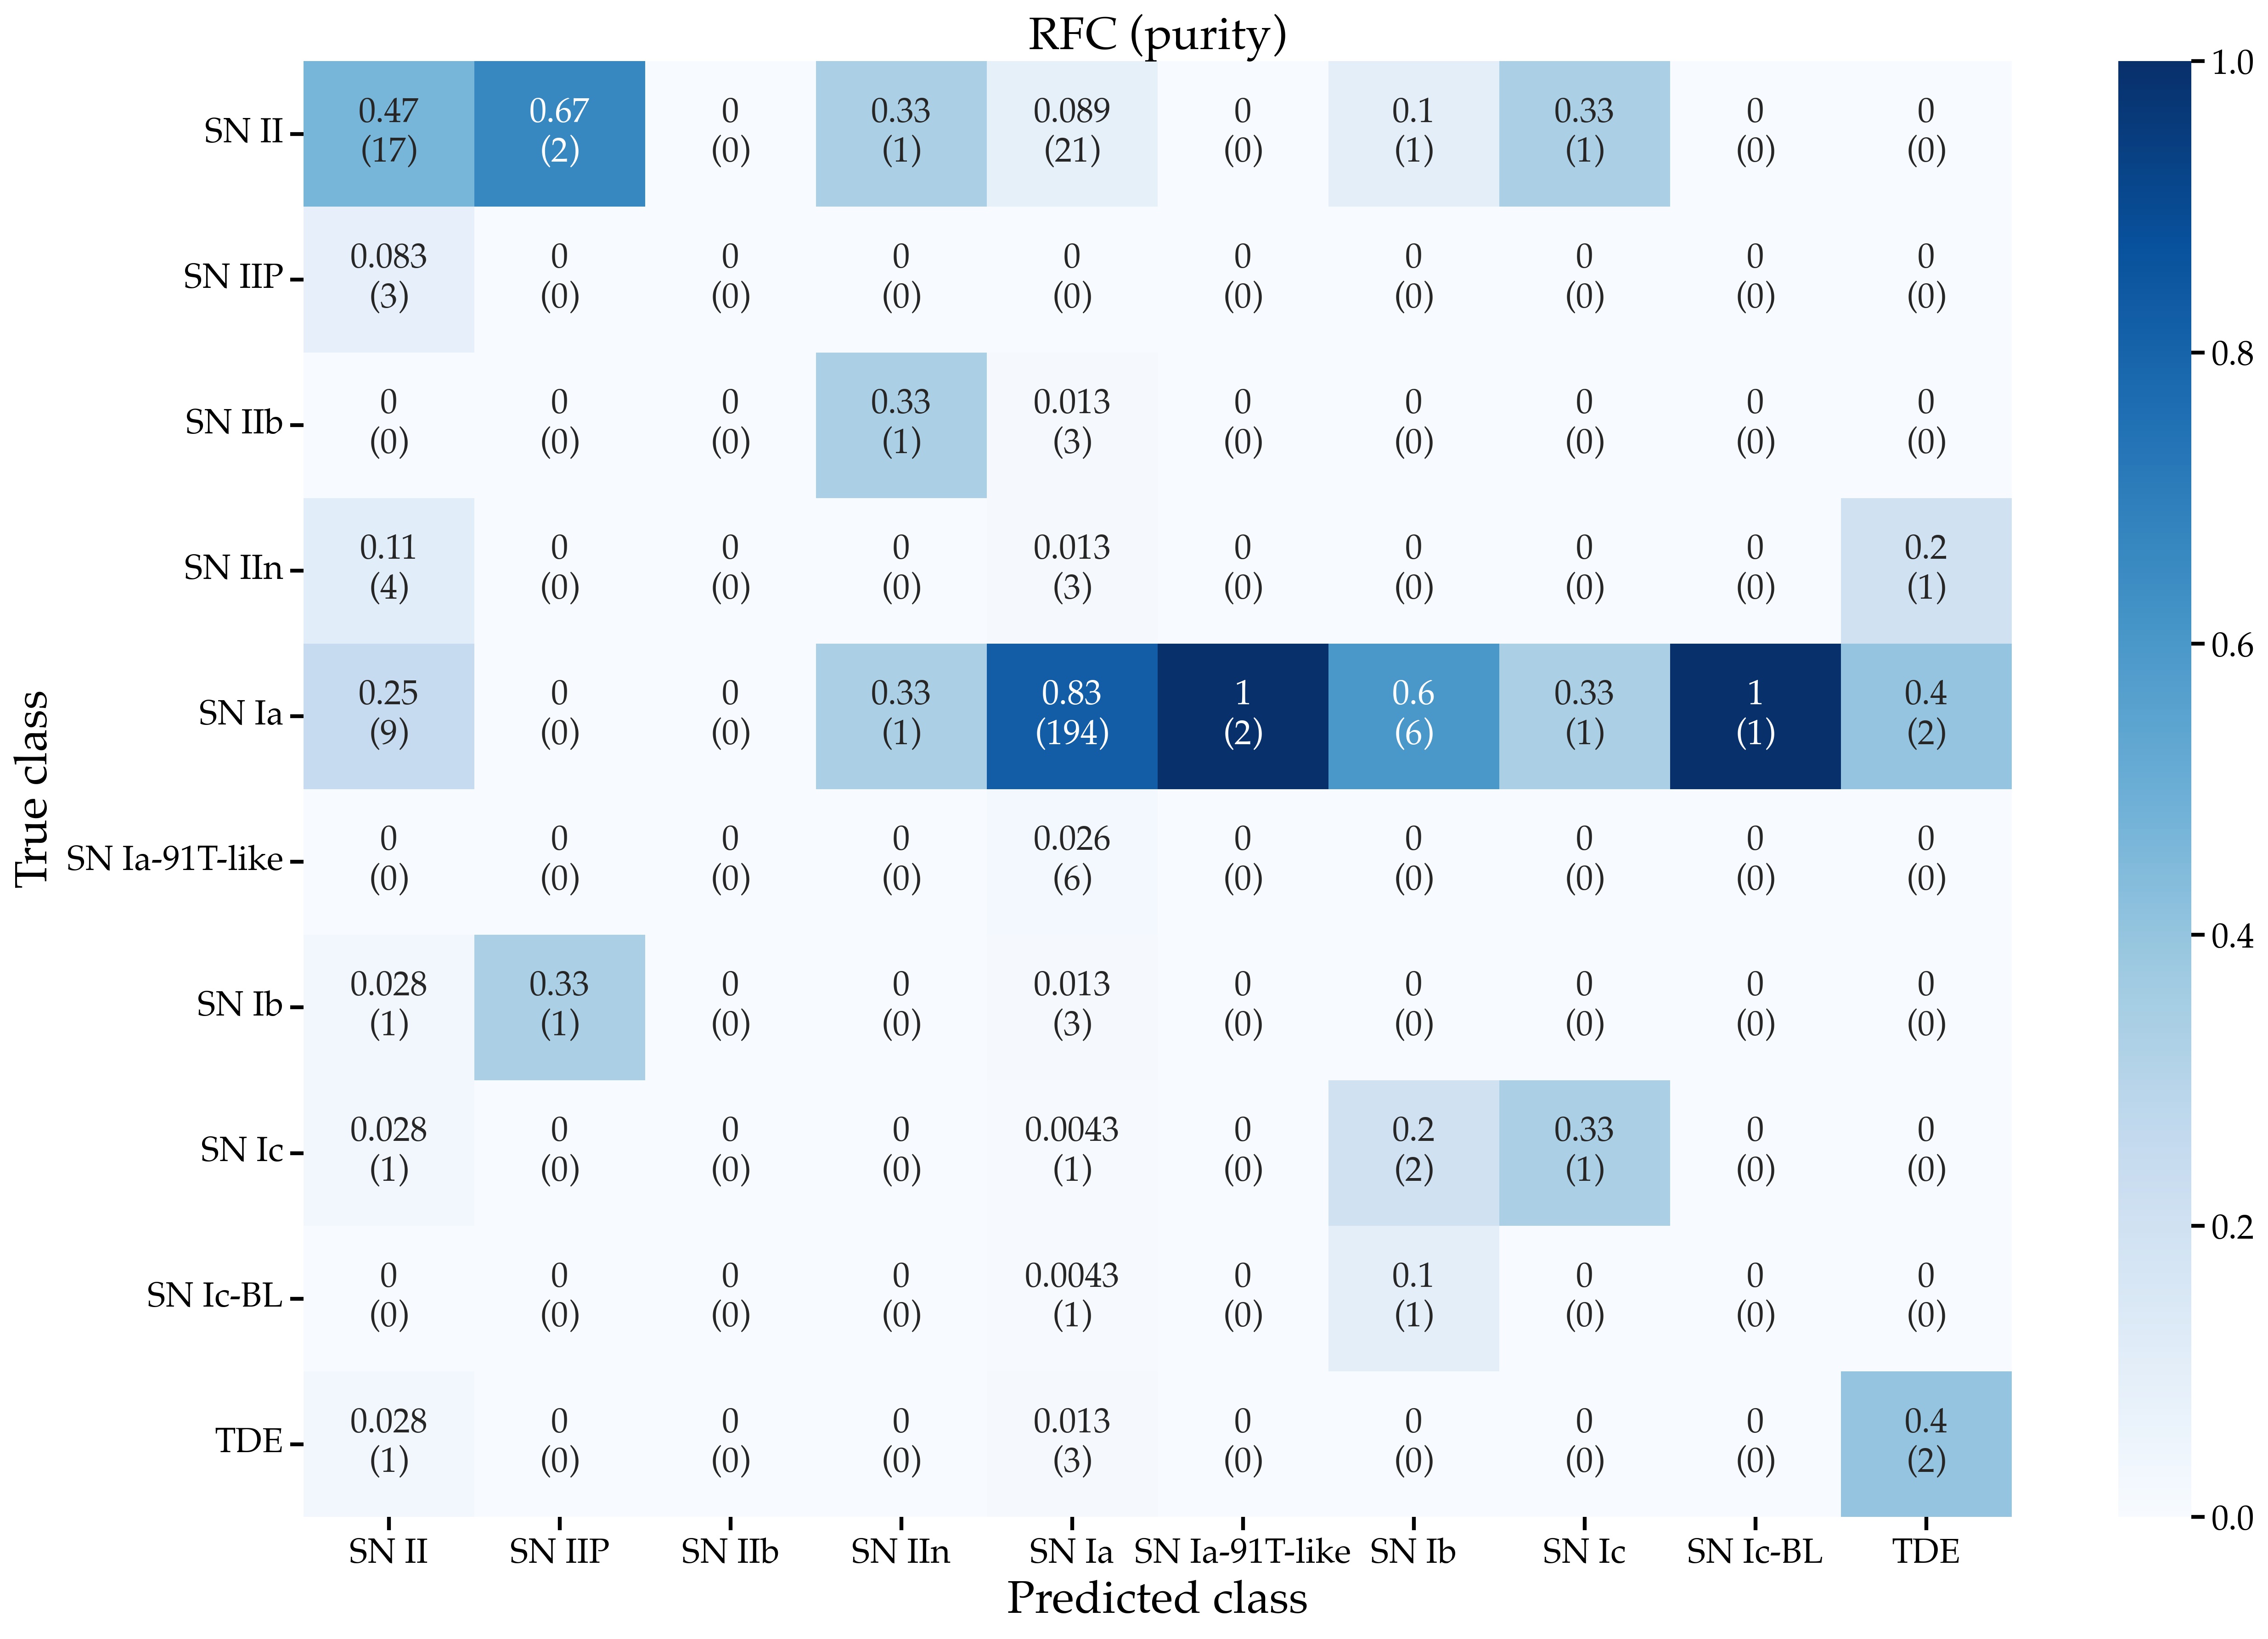 RFC (purity)
True class
SN II
0.47 0.67 0 0.33 0.089 0 0.1 0.33 0 0
(17) (2) (0) (1) (21) (0) (1) (1) (0) (0)
SN IIP
0.083 0 0 0 0 0 0 0 0 0
(3) (0) (0) (0) (0) (0) (0) (0) (0) (0)
SN IIb
0 0 0 0.33 0.013 0 0 0 0 0
(0) (0) (0) (1) (3) (0) (0) (0) (0) (0)
SN IIn
0.11 0 0 0 0.013 0 0 0 0 0.2
(4) (0) (0) (0) (3) (0) (0) (0) (0) (1)
SN Ia
0.25 0 0 0.33 0.83 1 0.6 0.33 1 0.4
(9) (0) (0) (1) (194) (2) (6) (1) (1) (2)
SN Ia-91T-like
0 0 0 0 0.026 0 0 0 0 0
(0) (0) (0) (0) (6) (0) (0) (0) (0) (0)
SN Ib
0.028 0.33 0 0 0.013 0 0 0 0 0
(1) (1) (0) (0) (3) (0) (0) (0) (0) (0)
SN Ic
0.028 0 0 0 0.0043 0 0.2 0.33 0 0
(1) (0) (0) (0) (1) (0) (2) (1) (0) (0)
SN Ic-BL
0 0 0 0 0.0043 0 0.1 0 0 0
(0) (0) (0) (0) (1) (0) (1) (0) (0) (0)
TDE
0.028 0 0 0 0.013 0 0 0 0 0.4
(1) (0) (0) (0) (3) (0) (0) (0) (0) (2)
SN II SN IIP SN IIb SN IIn SN Ia SN Ia-91T-like SN Ib SN Ic SN Ic-BL TDE
Predicted class
1.0
0.8
0.6
0.4
0.2
0.0